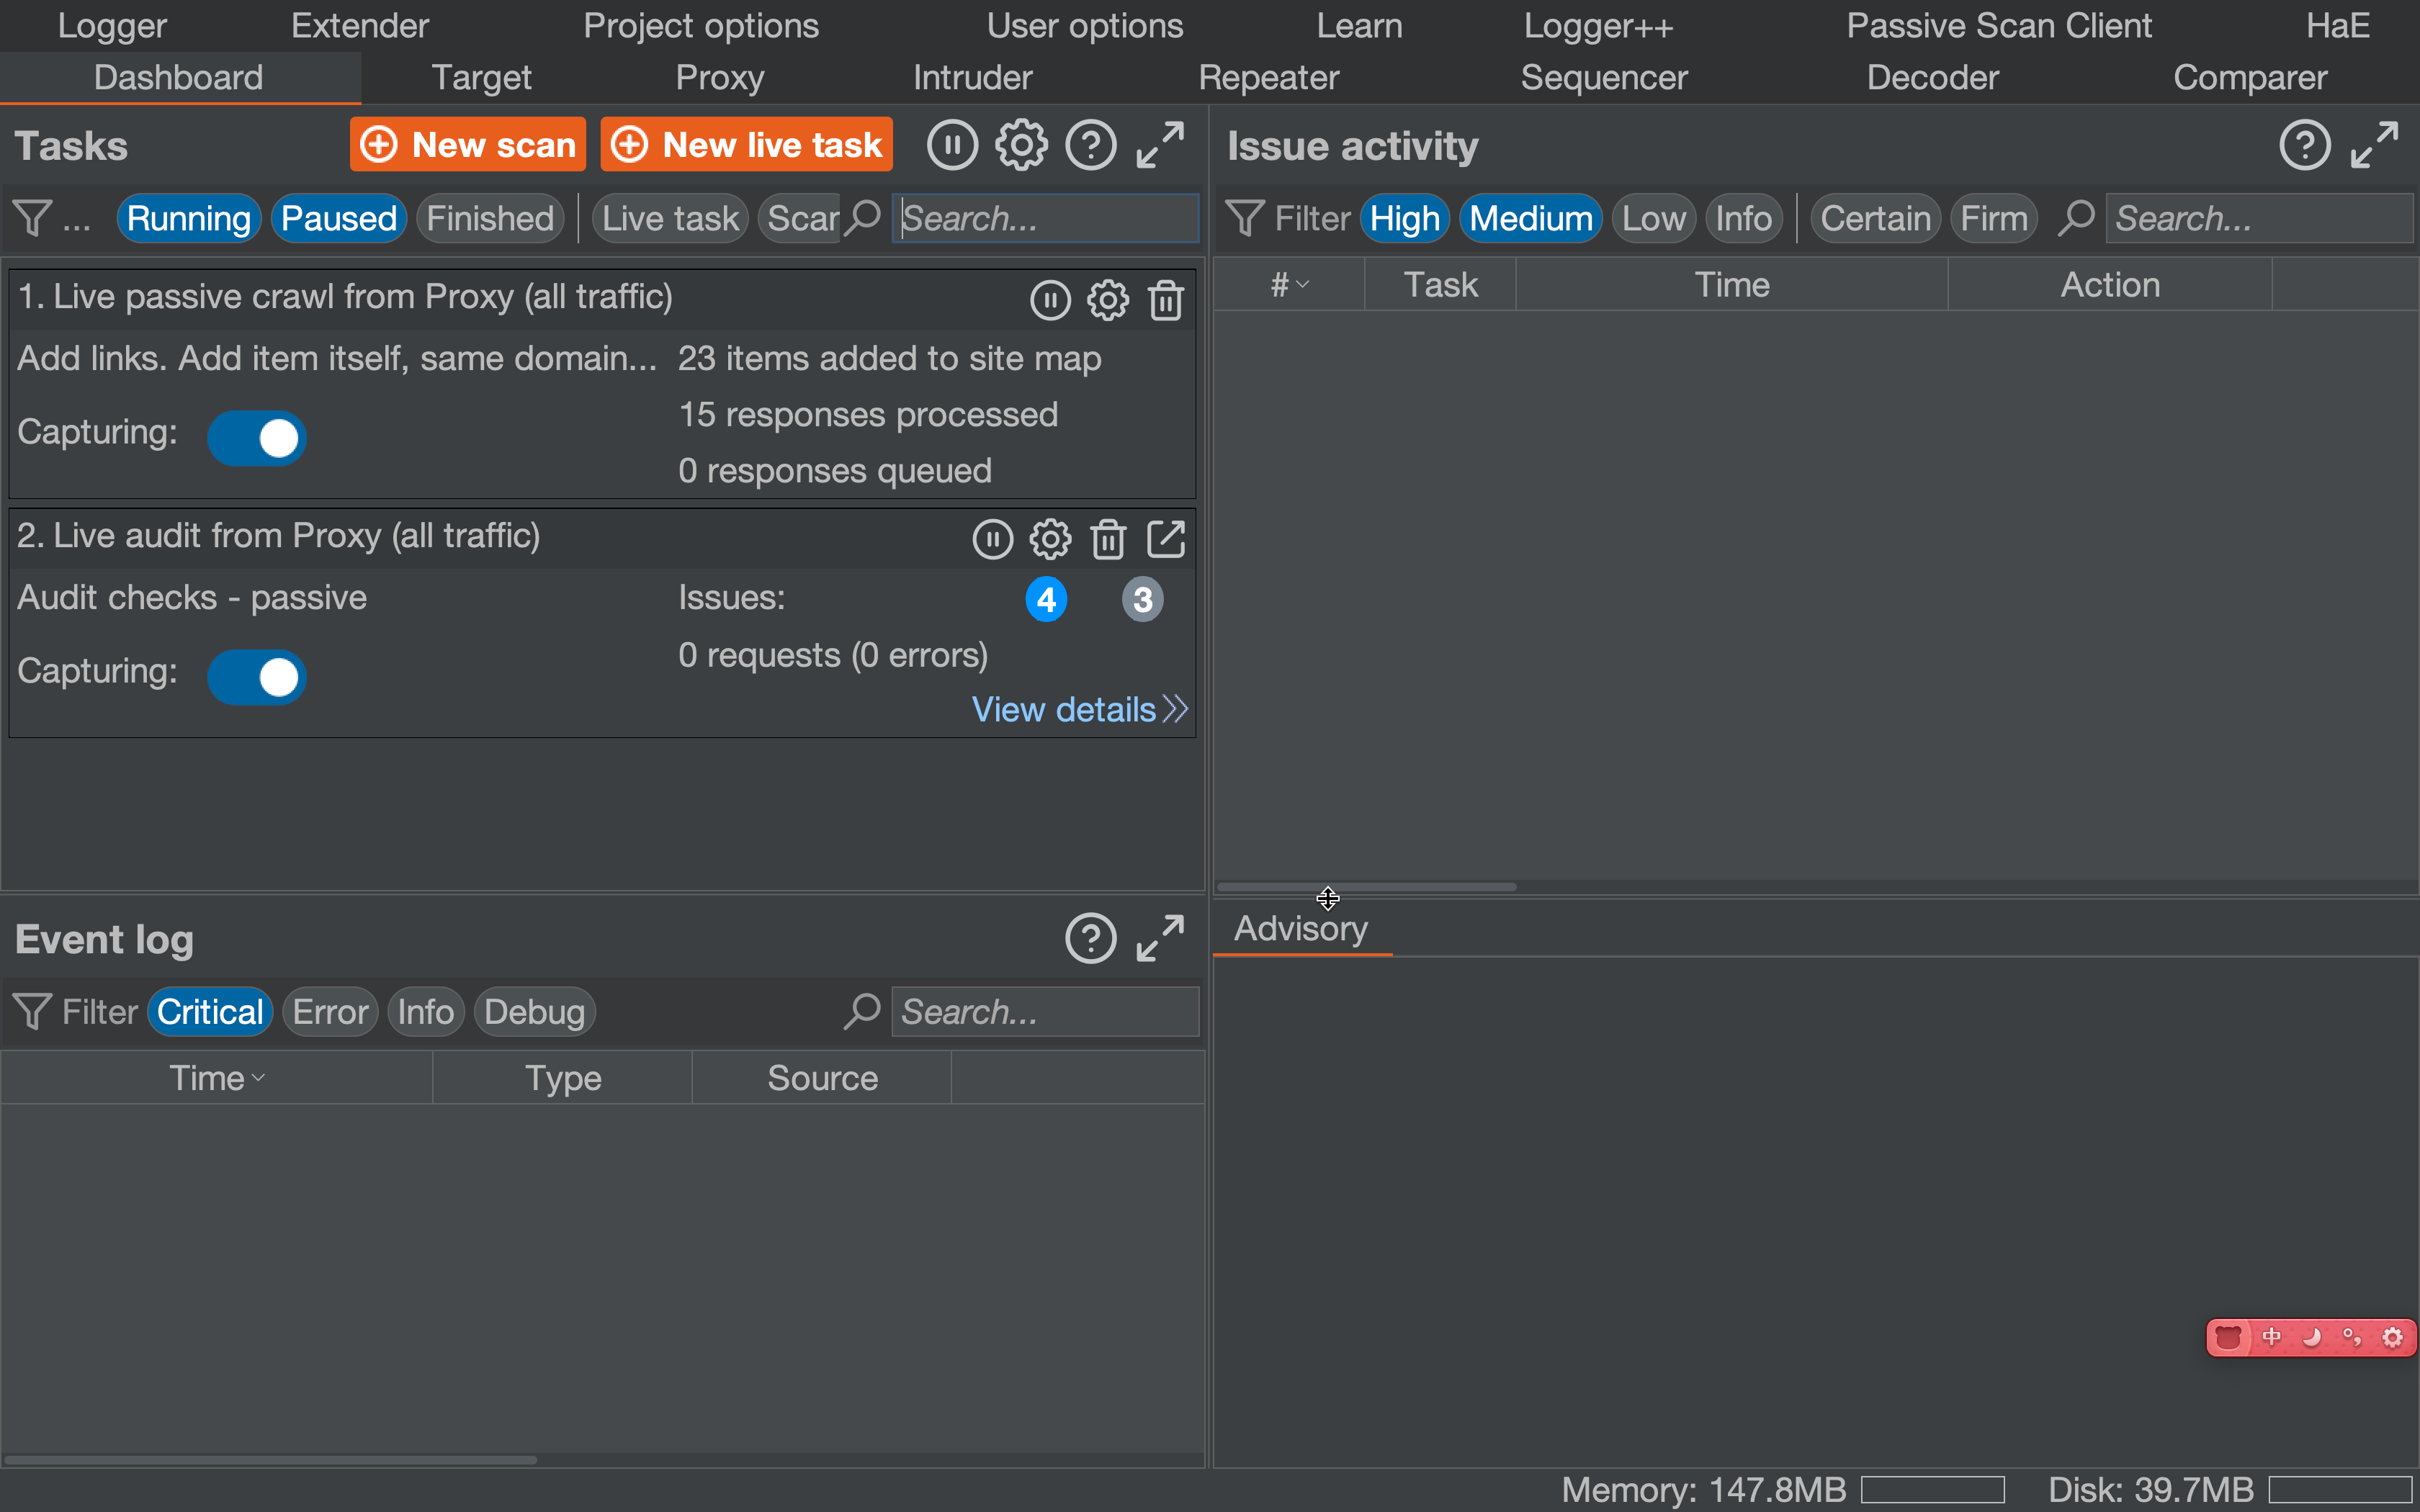 Logger Extender Project options User options Learn Logger++ Passive Scan Client HaE
Dashboard Target Proxy Intruder Repeater Sequencer Decoder Comparer
Tasks New scan New live task
... Running Paused Finished Live task Scar Search...
1. Live passive crawl from Proxy (all traffic)
Add links. Add item itself, same domain... 23 items added to site map
15 responses processed
Capturing:
0 responses queued
2. Live audit from Proxy (all traffic)
Audit checks - passive Issues: 4 3
0 requests (0 errors)
Capturing:
View details
Event log
Filter Critical Error Info Debug Search...
Time Type Source
Issue activity
Filter High Medium Low Info Certain Firm Search...
# Task Time Action
Advisory
中
Memory: 147.8MB Disk: 39.7MB